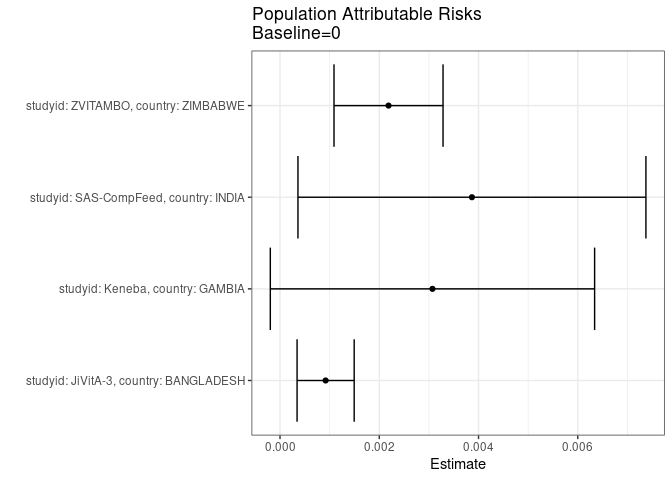 Population Attributable Risks
Baseline=0
studyid: ZVITAMBO, country: ZIMBABWE
studyid: SAS-CompFeed, country: INDIA
studyid: Keneba, country: GAMBIA
studyid: JiVitA-3, country: BANGLADESH
0.000 0.002 0.004 0.006
Estimate